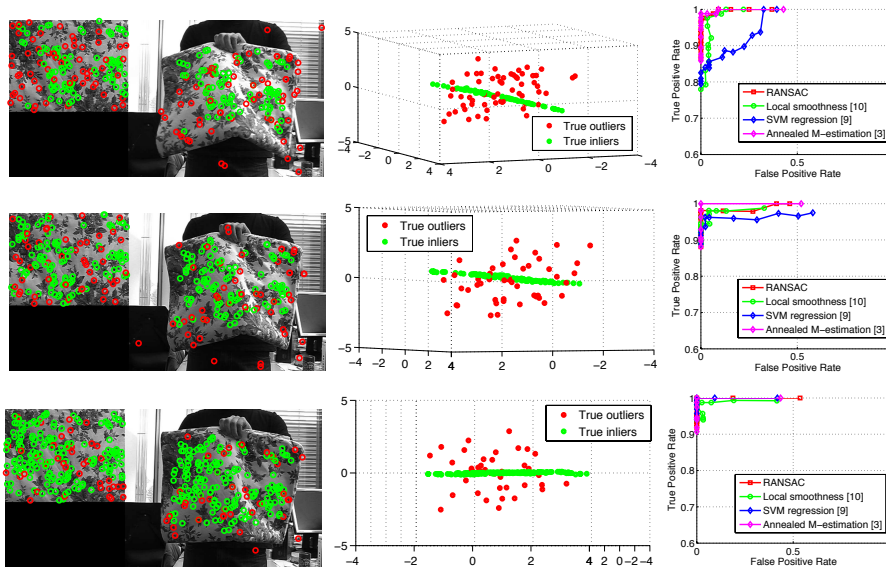 5
0
−5
−4
−2
0
2
4
4
2
0
−2
−4
True outliers
True inliers
1
0.9
0.8
0.7
0.6
0.5
True Positive Rate
False Positive Rate
RANSAC
Local smoothness [10]
SVM regression [9]
Annealed M−estimation [3]
5
0
−5
−4
−2
0
2
4
2
0
−2
−4
True outliers
True inliers
1
0.9
0.8
0.7
0.6
0.5
True Positive Rate
False Positive Rate
RANSAC
Local smoothness [10]
SVM regression [9]
Annealed M−estimation [3]
5
0
−5
−4
−2
0
2
4
4
2
0
−2
−4
True outliers
True inliers
1
0.9
0.8
0.7
0.6
0.5
True Positive Rate
False Positive Rate
RANSAC
Local smoothness [10]
SVM regression [9]
Annealed M−estimation [3]